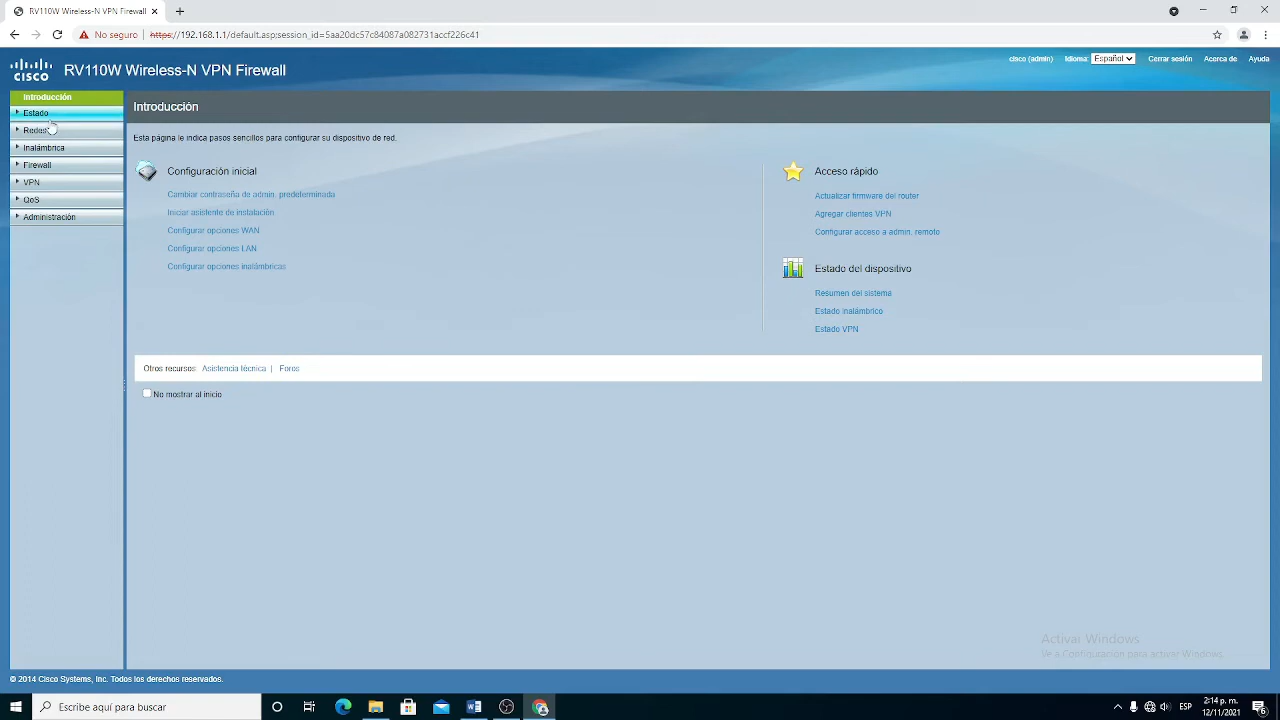 RV110W Wireless-N VPN Firewall
No seguro
https://192.168.1.1/default.asp;session_id=5aa20dc57c84087a082731accf226c41
CISCO RV110W Wireless-N VPN Firewall
cisco (admin) Idioma: Español Cerrar sesión Acerca de Ayuda
Introducción
Estado
Redes
Inalámbrica
Firewall
VPN
QoS
Administración
Introducción
Esta página le indica pasos sencillos para configurar su dispositivo de red.
Configuración inicial
Cambiar contraseña de admin. predeterminada
Iniciar asistente de instalación
Configurar opciones WAN
Configurar opciones LAN
Configurar opciones inalámbricas
Acceso rápido
Actualizar firmware del router
Agregar clientes VPN
Configurar acceso a admin. remoto
Estado del dispositivo
Resumen del sistema
Estado inalámbrico
Estado VPN
Otros recursos: Asistencia técnica | Foros
No mostrar al inicio
Activar Windows
Ve a Configuración para activar Windows.
© 2014 Cisco Systems, Inc. Todos los derechos reservados.
Escribe aquí para buscar
ESP
2:14 p. m.
12/11/2021